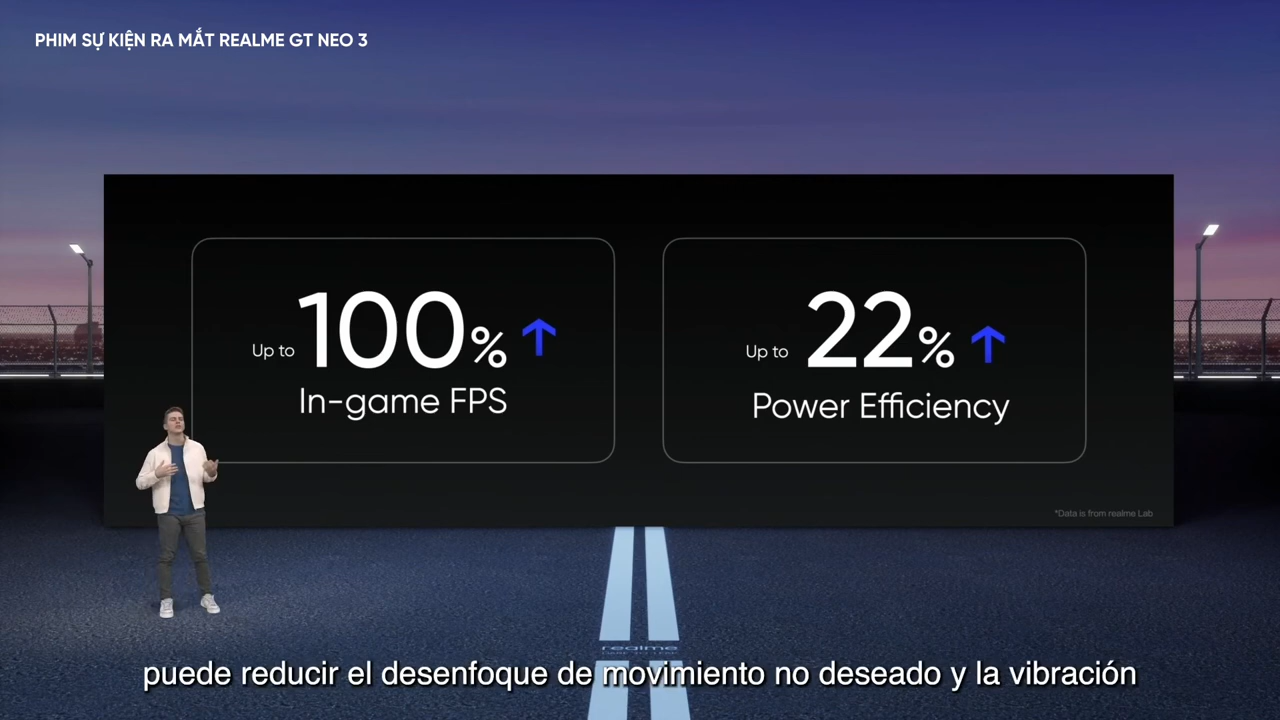 PHIM SỰ KIỆN RA MẮT REALME GT NEO 3
Up to 100%
In-game FPS
Up to 22%
Power Efficiency
*Data is from realme Lab
realme
puede reducir el desenfoque de movimiento no deseado y la vibración